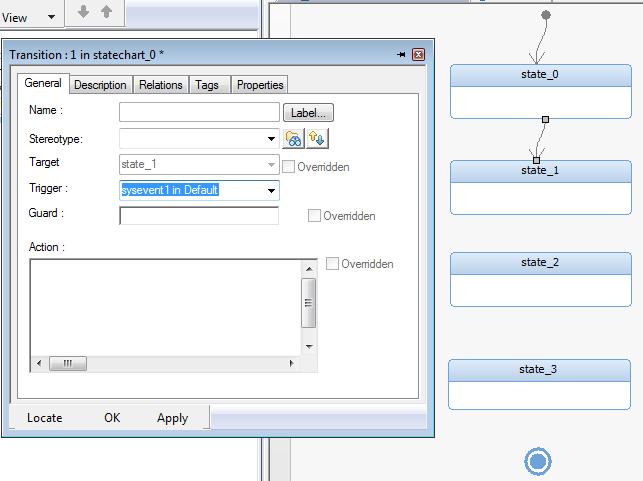 View
Transition : 1 in statechart_0 *
General Description Relations Tags Properties
Name : Label...
Stereotype:
Target state_1 Overridden
Trigger : sysevent1 in Default
Guard : Overridden
Action : Overridden
Locate OK Apply
state_0
state_1
state_2
state_3